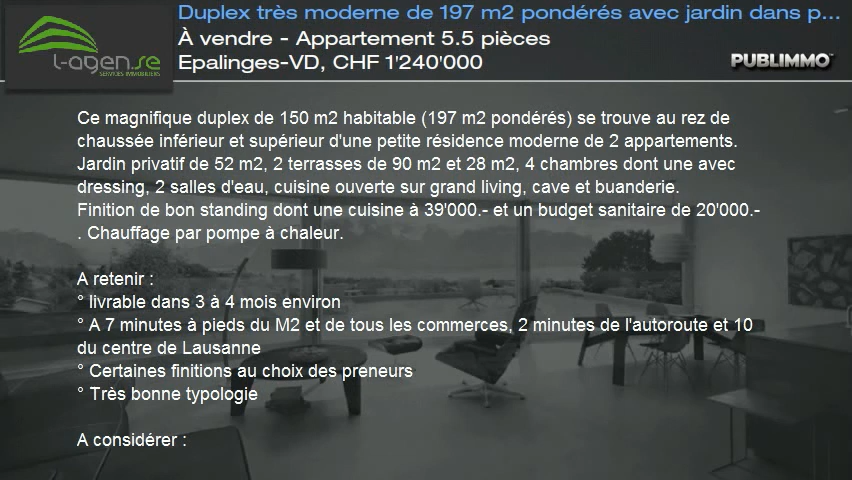 Duplex très moderne de 197 m2 pondérés avec jardin dans p...
l-agen.se
SERVICES IMMOBILIERS
À vendre - Appartement 5.5 pièces
Epalinges-VD, CHF 1'240'000
PUBLIMMO
Ce magnifique duplex de 150 m2 habitable (197 m2 pondérés) se trouve au rez de
chaussée inférieur et supérieur d'une petite résidence moderne de 2 appartements.
Jardin privatif de 52 m2, 2 terrasses de 90 m2 et 28 m2, 4 chambres dont une avec
dressing, 2 salles d'eau, cuisine ouverte sur grand living, cave et buanderie.
Finition de bon standing dont une cuisine à 39'000.- et un budget sanitaire de 20'000.-
. Chauffage par pompe à chaleur.
A retenir :
° livrable dans 3 à 4 mois environ
° A 7 minutes à pieds du M2 et de tous les commerces, 2 minutes de l'autoroute et 10
du centre de Lausanne
° Certaines finitions au choix des preneurs
° Très bonne typologie
A considérer :